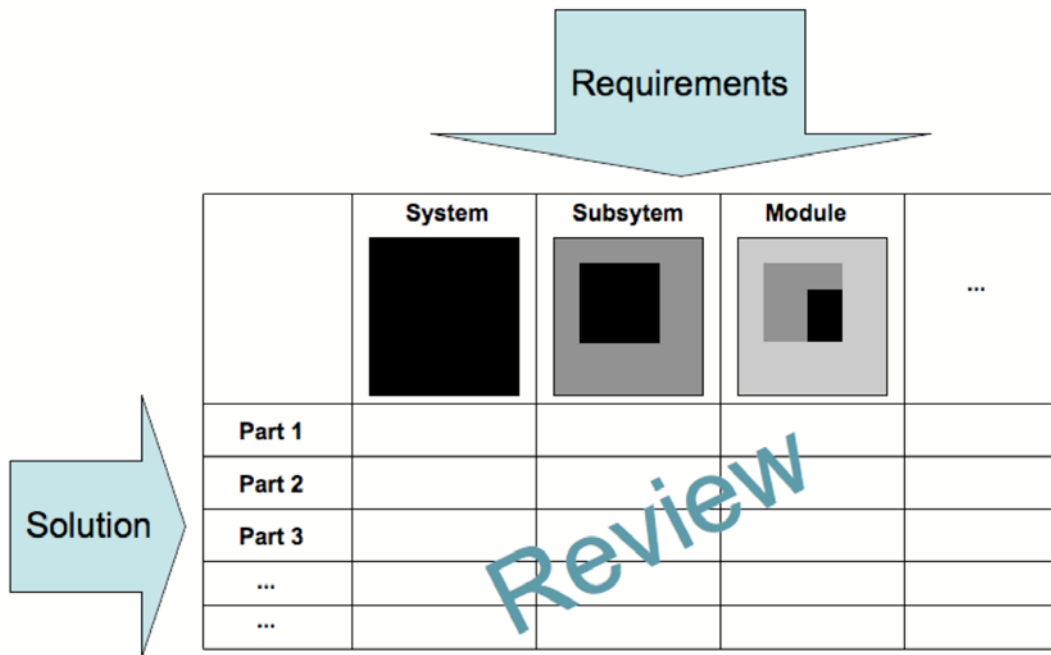 Requirements
System Subsytem Module ...
Part 1
Part 2
Solution
Part 3
...
...
Review